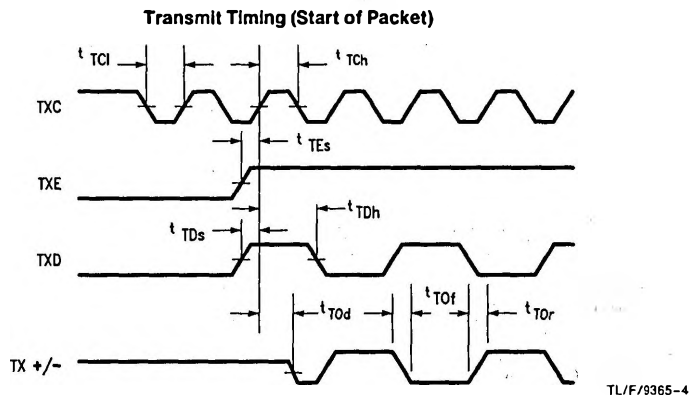 Transmit Timing (Start of Packet)
t TCl
t TCh
TXC
t TEs
TXE
t TDh
t TDs
TXD
t TOd
t TOf
t TOr
TX +/-
TL/F/9365-4